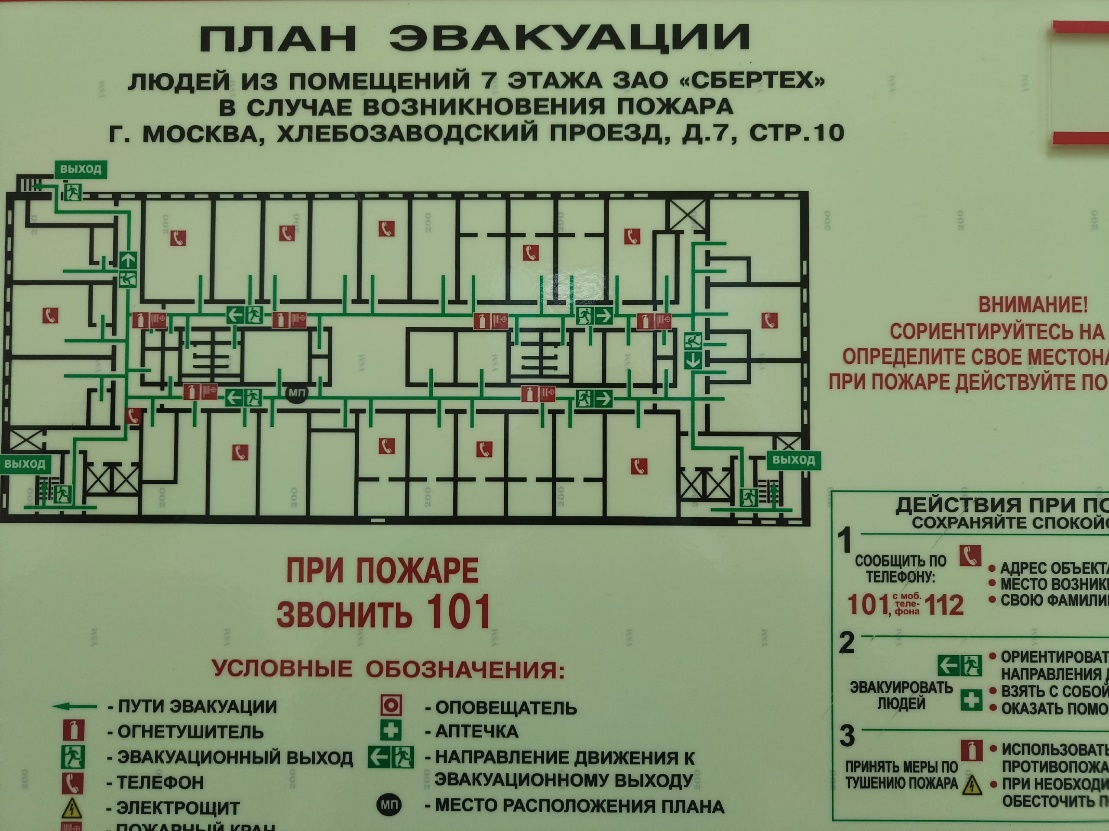 ПЛАН ЭВАКУАЦИИ
ЛЮДЕЙ ИЗ ПОМЕЩЕНИЙ 7 ЭТАЖА ЗАО «СБЕРТЕХ»
В СЛУЧАЕ ВОЗНИКНОВЕНИЯ ПОЖАРА
Г. МОСКВА, ХЛЕБОЗАВОДСКИЙ ПРОЕЗД, Д.7, СТР.10
ВЫХОД
МП
ВЫХОД
ВЫХОД
ВНИМАНИЕ!
СОРИЕНТИРУЙТЕСЬ НА
ОПРЕДЕЛИТЕ СВОЕ МЕСТОНА
ПРИ ПОЖАРЕ ДЕЙСТВУЙТЕ ПО
ПРИ ПОЖАРЕ
ЗВОНИТЬ 101
УСЛОВНЫЕ ОБОЗНАЧЕНИЯ:
- ПУТИ ЭВАКУАЦИИ
- ОГНЕТУШИТЕЛЬ
- ЭВАКУАЦИОННЫЙ ВЫХОД
- ТЕЛЕФОН
- ЭЛЕКТРОЩИТ
- ПОЖАРНЫЙ КРАН
- ОПОВЕЩАТЕЛЬ
- АПТЕЧКА
- НАПРАВЛЕНИЕ ДВИЖЕНИЯ К
ЭВАКУАЦИОННОМУ ВЫХОДУ
МП - МЕСТО РАСПОЛОЖЕНИЯ ПЛАНА
ДЕЙСТВИЯ ПРИ ПО
СОХРАНЯЙТЕ СПОКОЙС
1
СООБЩИТЬ ПО
ТЕЛЕФОНУ:
101, с моб. телефона 112
• АДРЕС ОБЪЕКТА
• МЕСТО ВОЗНИК
• СВОЮ ФАМИЛИ
2
ЭВАКУИРОВАТЬ
ЛЮДЕЙ
• ОРИЕНТИРОВАТ
НАПРАВЛЕНИЯ Д
• ВЗЯТЬ С СОБОЙ
• ОКАЗАТЬ ПОМО
3
ПРИНЯТЬ МЕРЫ ПО
ТУШЕНИЮ ПОЖАРА
• ИСПОЛЬЗОВАТЬ
ПРОТИВОПОЖА
• ПРИ НЕОБХОДИ
ОБЕСТОЧИТЬ П